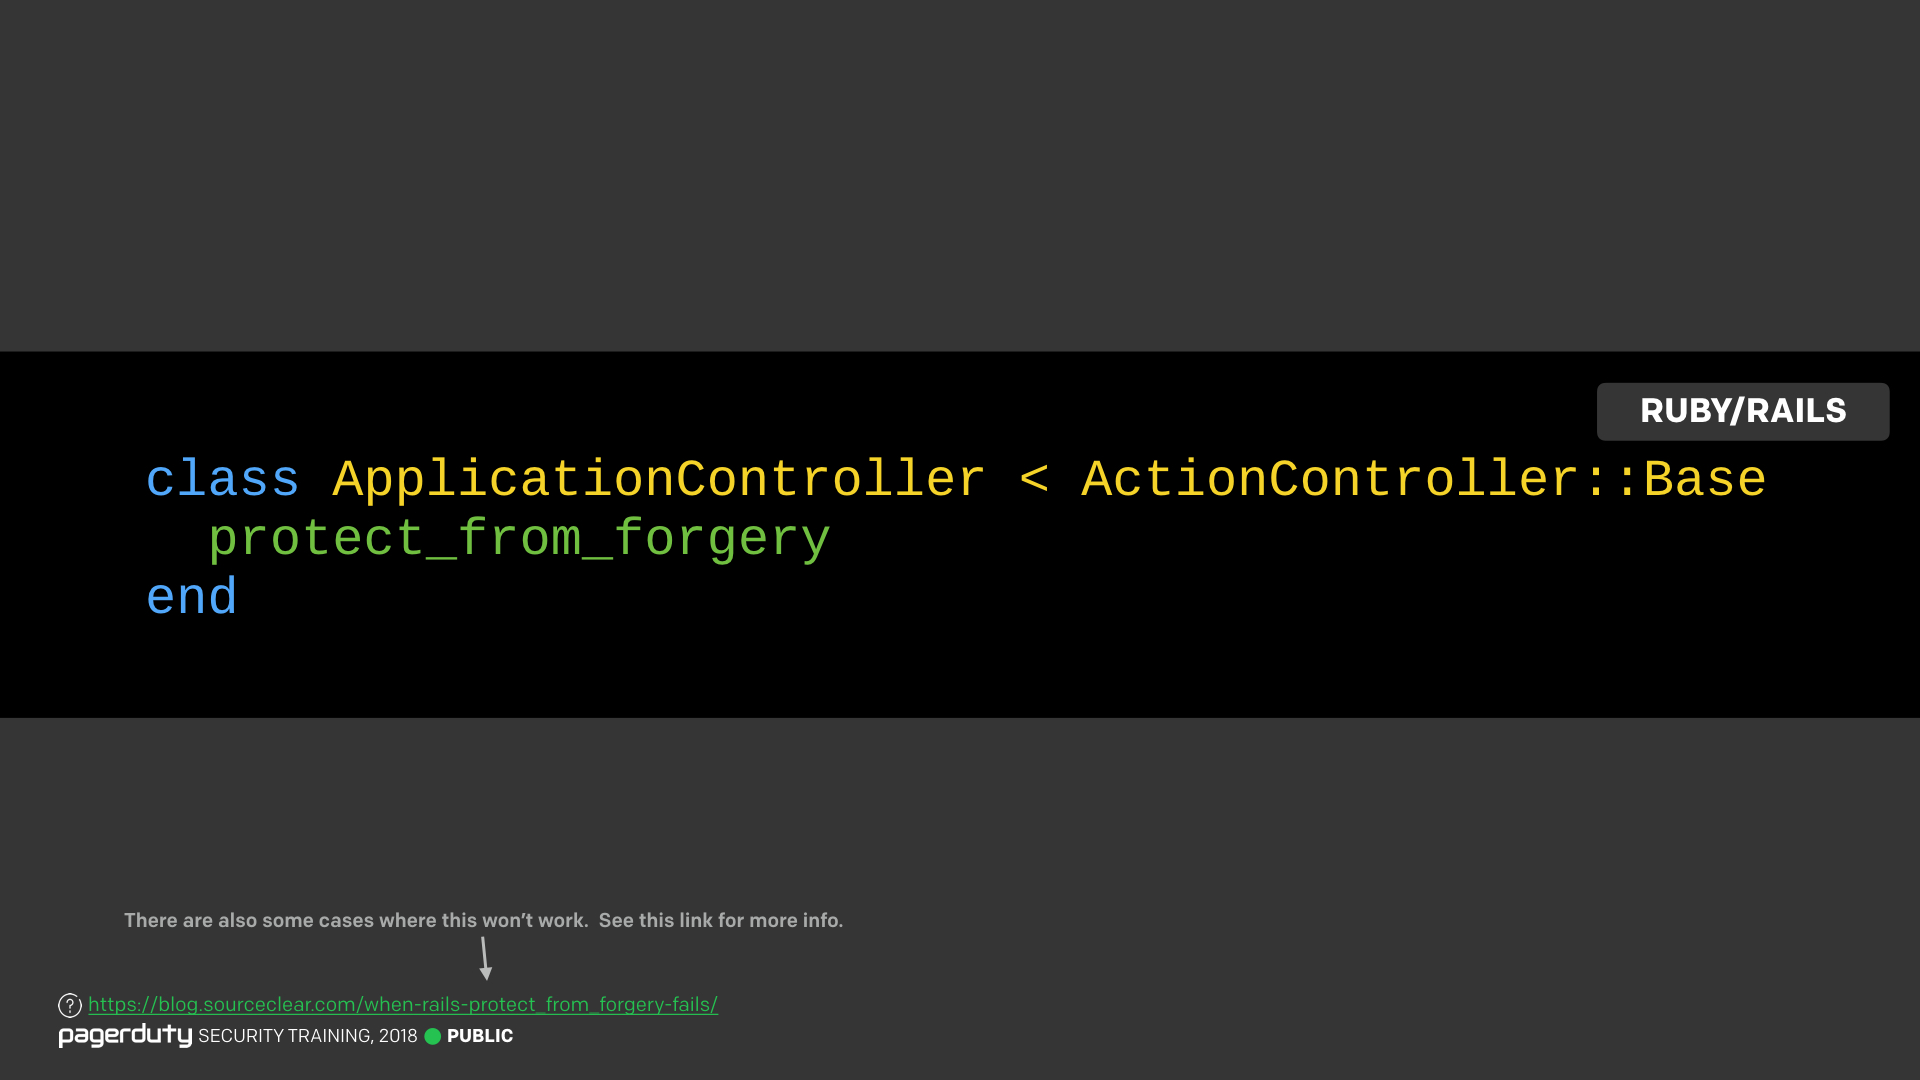 RUBY/RAILS
class ApplicationController < ActionController::Base
  protect_from_forgery
end
There are also some cases where this won’t work.  See this link for more info.
? https://blog.sourceclear.com/when-rails-protect_from_forgery-fails/
pagerduty SECURITY TRAINING, 2018 PUBLIC